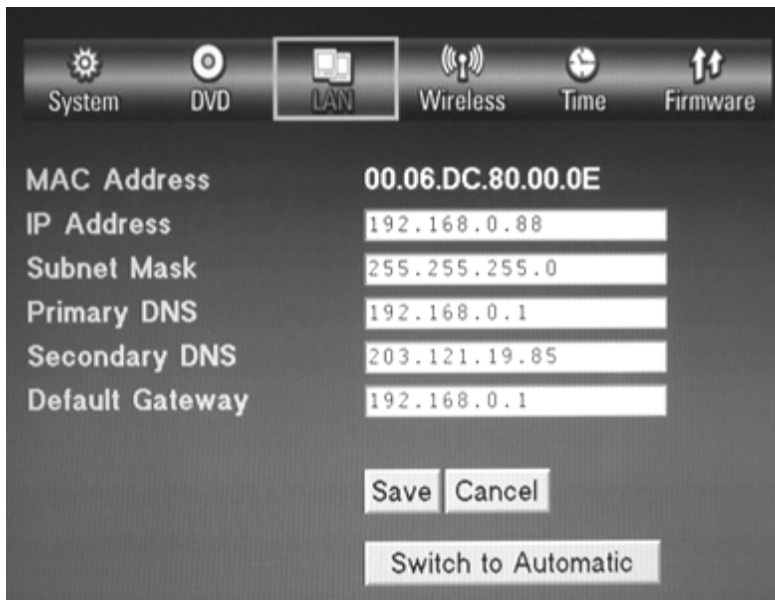 System DVD LAN Wireless Time Firmware
MAC Address 00.06.DC.80.00.0E
IP Address 192.168.0.88
Subnet Mask 255.255.255.0
Primary DNS 192.168.0.1
Secondary DNS 203.121.19.85
Default Gateway 192.168.0.1
Save Cancel
Switch to Automatic